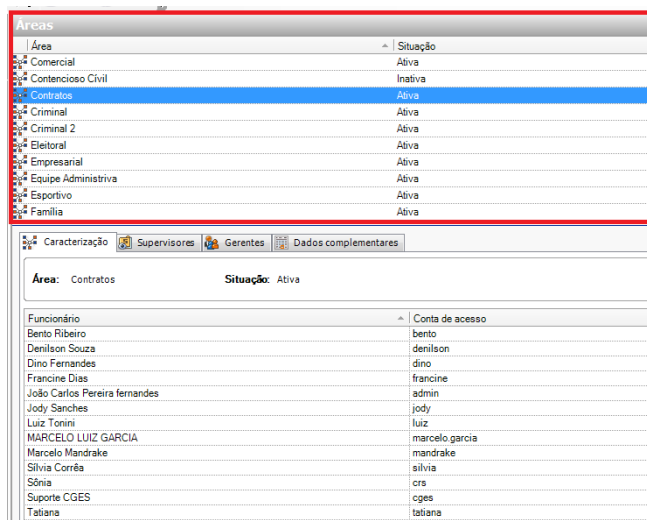 Áreas
Área Situação
Comercial Ativa
Contencioso Cívil Inativa
Contratos Ativa
Criminal Ativa
Criminal 2 Ativa
Eleitoral Ativa
Empresarial Ativa
Equipe Administriva Ativa
Esportivo Ativa
Família Ativa
Caracterização Supervisores Gerentes Dados complementares
Área: Contratos Situação: Ativa
Funcionário Conta de acesso
Bento Ribeiro bento
Denilson Souza denilson
Dino Fernandes dino
Francine Dias francine
João Carlos Pereira fernandes admin
Jody Sanches jody
Luiz Tonini luiz
MARCELO LUIZ GARCIA marcelo.garcia
Marcelo Mandrake mandrake
Sílvia Corrêa silvia
Sônia crs
Suporte CGES cges
Tatiana tatiana